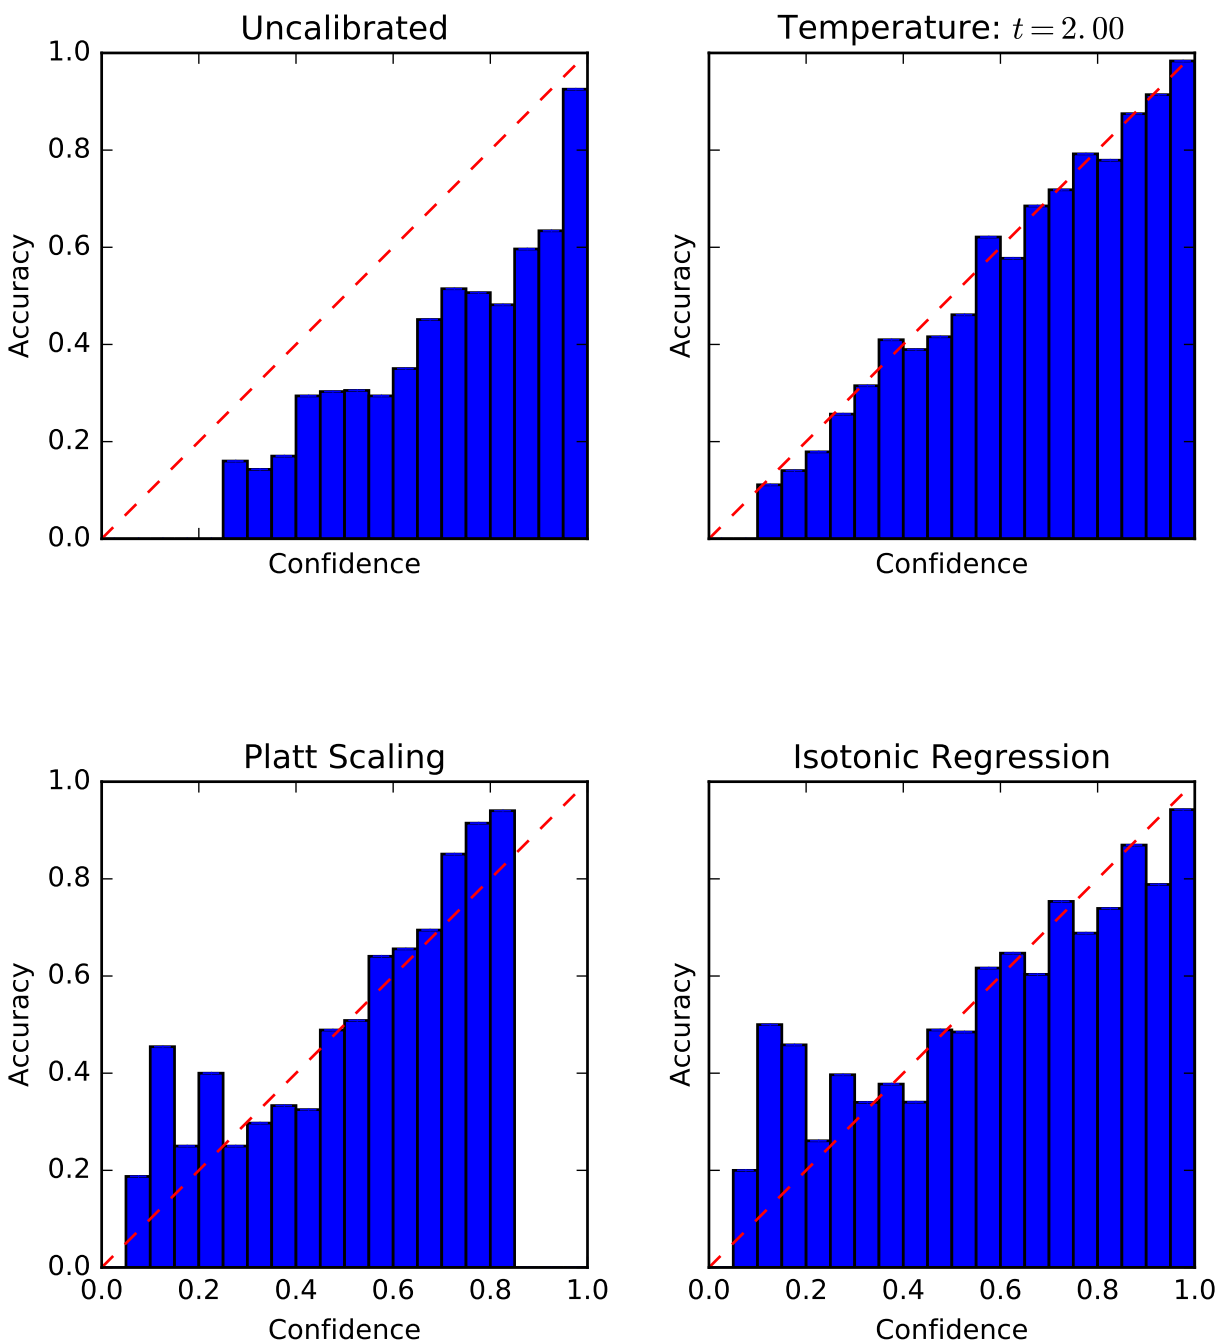 Uncalibrated
1.0
0.8
0.6
0.4
0.2
0.0
Accuracy
Confidence
Temperature: t = 2.00
Accuracy
Confidence
Platt Scaling
1.0
0.8
0.6
0.4
0.2
0.0
Accuracy
0.0 0.2 0.4 0.6 0.8 1.0
Confidence
Isotonic Regression
Accuracy
0.0 0.2 0.4 0.6 0.8 1.0
Confidence